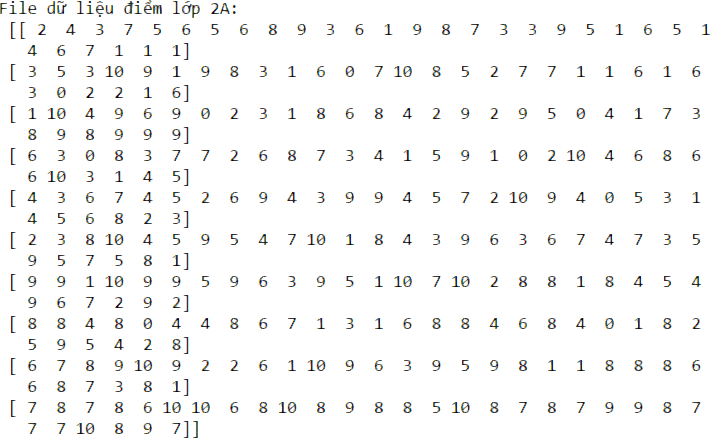 File dữ liệu điểm lớp 2A:
[[ 2 4 3 7 5 6 5 6 8 9 3 6 1 9 8 7 3 3 9 5 1 6 5 1
4 6 7 1 1 1]
[ 3 5 3 10 9 1 9 8 3 1 6 0 7 10 8 5 2 7 7 1 1 6 1 6
3 0 2 2 1 6]
[ 1 10 4 9 6 9 0 2 3 1 8 6 8 4 2 9 2 9 5 0 4 1 7 3
8 9 8 9 9 9]
[ 6 3 0 8 3 7 7 2 6 8 7 3 4 1 5 9 1 0 2 10 4 6 8 6
6 10 3 1 4 5]
[ 4 3 6 7 4 5 2 6 9 4 3 9 9 4 5 7 2 10 9 4 0 5 3 1
4 5 6 8 2 3]
[ 2 3 8 10 4 5 9 5 4 7 10 1 8 4 3 9 6 3 6 7 4 7 3 5
9 5 7 5 8 1]
[ 9 9 1 10 9 9 5 9 6 3 9 5 1 10 7 10 2 8 8 1 8 4 5 4
9 6 7 2 9 2]
[ 8 8 4 8 0 4 4 8 6 7 1 3 1 6 8 8 4 6 8 4 0 1 8 2
5 9 5 4 2 8]
[ 6 7 8 9 10 9 2 2 6 1 10 9 6 3 9 5 9 8 1 1 8 8 8 6
6 8 7 3 8 1]
[ 7 8 7 8 6 10 10 6 8 10 8 9 8 8 5 10 8 7 8 7 9 9 8 7
7 7 10 8 9 7]]